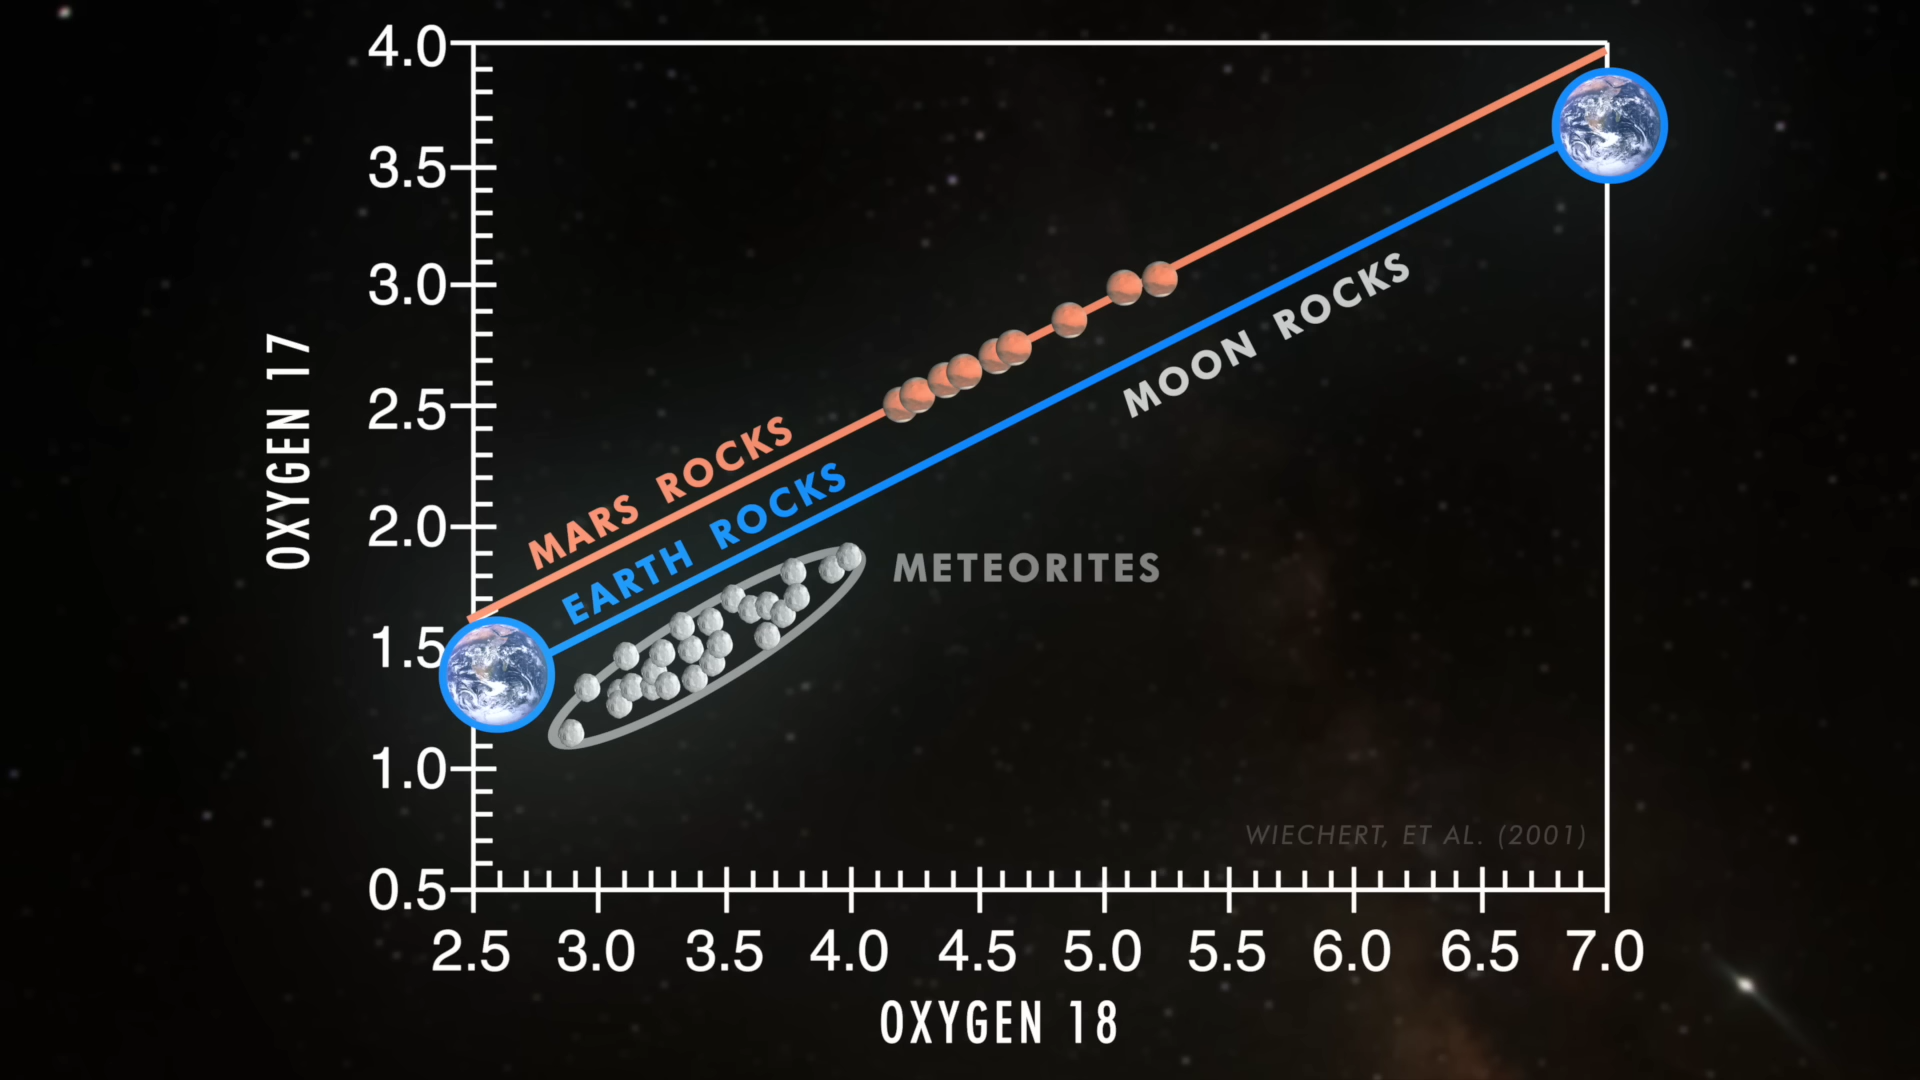 4.0
3.5
3.0
2.5
2.0
1.5
1.0
0.5
OXYGEN 17
MARS ROCKS
EARTH ROCKS
MOON ROCKS
METEORITES
WIECHERT, ET AL. (2001)
2.5 3.0 3.5 4.0 4.5 5.0 5.5 6.0 6.5 7.0
OXYGEN 18